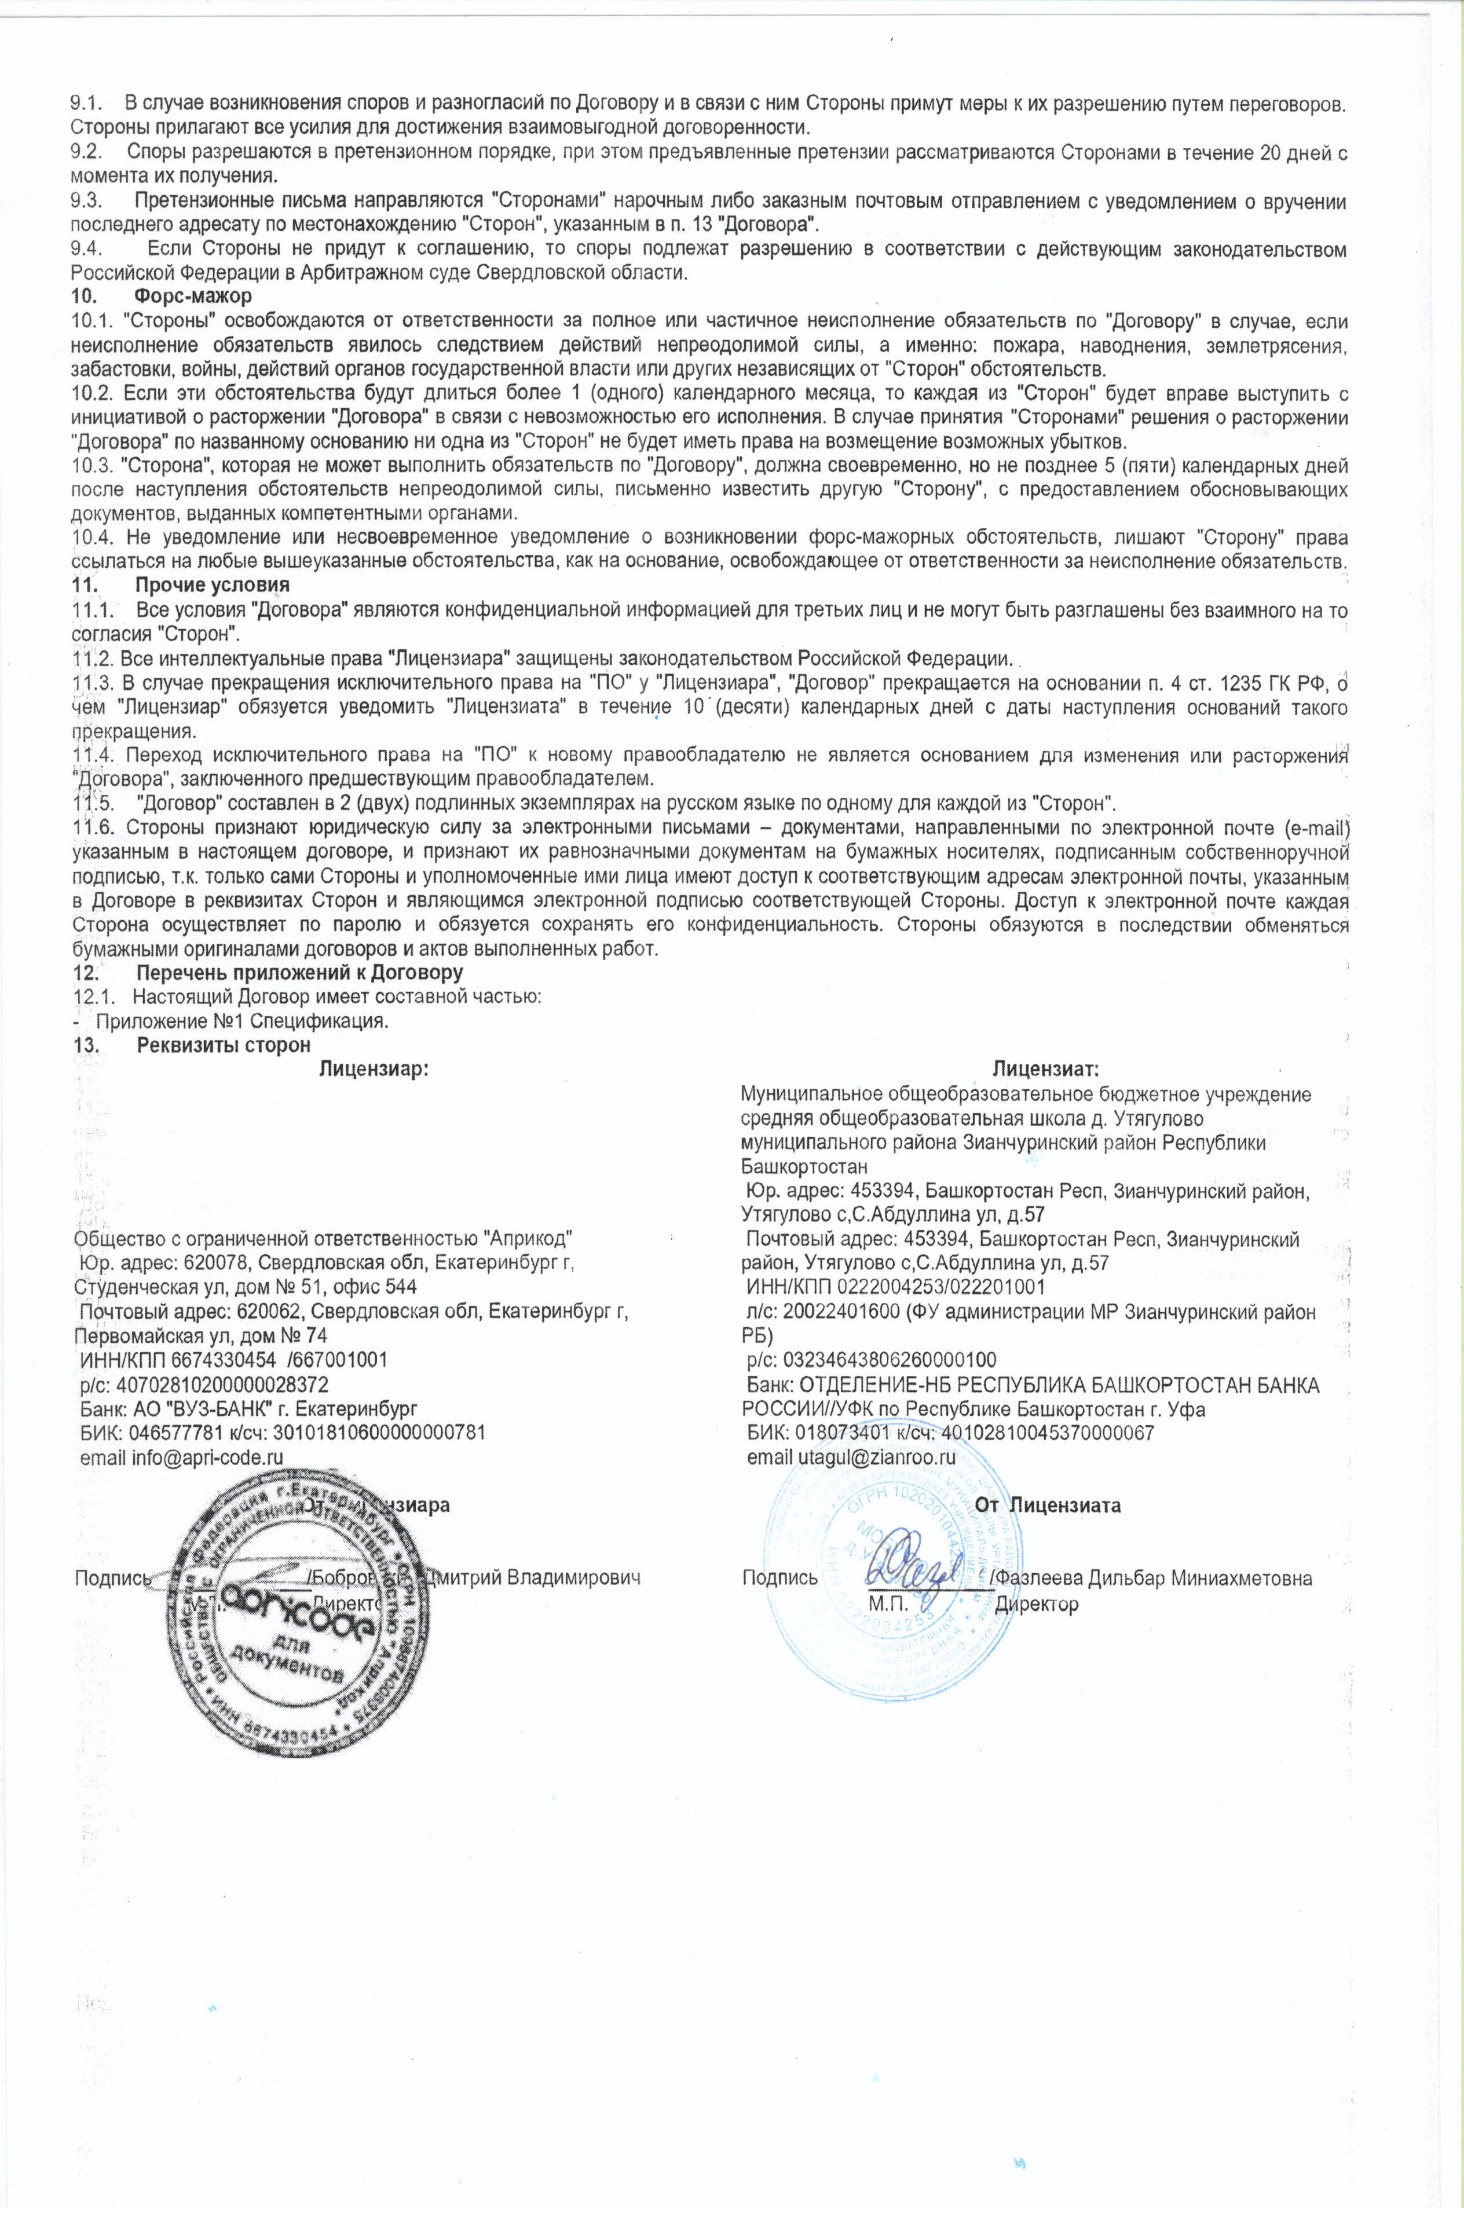 9.1. В случае возникновения споров и разногласий по Договору и в связи с ним Стороны примут меры к их разрешению путем переговоров.
Стороны прилагают все усилия для достижения взаимовыгодной договоренности.
9.2. Споры разрешаются в претензионном порядке, при этом предъявленные претензии рассматриваются Сторонами в течение 20 дней с
момента их получения.
9.3. Претензионные письма направляются "Сторонами" нарочным либо заказным почтовым отправлением с уведомлением о вручении
последнего адресату по местонахождению "Сторон", указанным в п. 13 "Договора".
9.4. Если Стороны не придут к соглашению, то споры подлежат разрешению в соответствии с действующим законодательством
Российской Федерации в Арбитражном суде Свердловской области.
10. Форс-мажор
10.1. "Стороны" освобождаются от ответственности за полное или частичное неисполнение обязательств по "Договору" в случае, если
неисполнение обязательств явилось следствием действий непреодолимой силы, а именно: пожара, наводнения, землетрясения,
забастовки, войны, действий органов государственной власти или других независящих от "Сторон" обстоятельств.
10.2. Если эти обстоятельства будут длиться более 1 (одного) календарного месяца, то каждая из "Сторон" будет вправе выступить с
инициативой о расторжении "Договора" в связи с невозможностью его исполнения. В случае принятия "Сторонами" решения о расторжении
"Договора" по названному основанию ни одна из "Сторон" не будет иметь права на возмещение возможных убытков.
10.3. "Сторона", которая не может выполнить обязательств по "Договору", должна своевременно, но не позднее 5 (пяти) календарных дней
после наступления обстоятельств непреодолимой силы, письменно известить другую "Сторону", с предоставлением обосновывающих
документов, выданных компетентными органами.
10.4. Не уведомление или несвоевременное уведомление о возникновении форс-мажорных обстоятельств, лишают "Сторону" права
ссылаться на любые вышеуказанные обстоятельства, как на основание, освобождающее от ответственности за неисполнение обязательств.
11. Прочие условия
11.1. Все условия "Договора" являются конфиденциальной информацией для третьих лиц и не могут быть разглашены без взаимного на то
согласия "Сторон".
11.2. Все интеллектуальные права "Лицензиара" защищены законодательством Российской Федерации.
11.3. В случае прекращения исключительного права на "ПО" у "Лицензиара", "Договор" прекращается на основании п. 4 ст. 1235 ГК РФ, о
чем "Лицензиар" обязуется уведомить "Лицензиата" в течение 10 (десяти) календарных дней с даты наступления оснований такого
прекращения.
11.4. Переход исключительного права на "ПО" к новому правообладателю не является основанием для изменения или расторжения
"Договора", заключенного предшествующим правообладателем.
11.5. "Договор" составлен в 2 (двух) подлинных экземплярах на русском языке по одному для каждой из "Сторон".
11.6. Стороны признают юридическую силу за электронными письмами – документами, направленными по электронной почте (e-mail)
указанным в настоящем договоре, и признают их равнозначными документам на бумажных носителях, подписанным собственноручной
подписью, т.к. только сами Стороны и уполномоченные ими лица имеют доступ к соответствующим адресам электронной почты, указанным
в Договоре в реквизитах Сторон и являющимся электронной подписью соответствующей Стороны. Доступ к электронной почте каждая
Сторона осуществляет по паролю и обязуется сохранять его конфиденциальность. Стороны обязуются в последствии обменяться
бумажными оригиналами договоров и актов выполненных работ.
12. Перечень приложений к Договору
12.1. Настоящий Договор имеет составной частью:
- Приложение №1 Спецификация.
13. Реквизиты сторон
Лицензиар:
Общество с ограниченной ответственностью "Априкод"
Юр. адрес: 620078, Свердловская обл, Екатеринбург г,
Студенческая ул, дом № 51, офис 544
Почтовый адрес: 620062, Свердловская обл, Екатеринбург г,
Первомайская ул, дом № 74
ИНН/КПП 6674330454 /667001001
р/с: 40702810200000028372
Банк: АО "ВУЗ-БАНК" г. Екатеринбург
БИК: 046577781 к/сч: 30101810600000000781
email info@apri-code.ru
От
Подпись Дмитрий Владимирович
Российская Федерация г.Екатеринбург
ОГРАНИЧЕННОЙ ОТВЕТСТВЕННОСТЬЮ "Априкод"
ИНН 6674330454
apricode
для
документов
Лицензиат:
Муниципальное общеобразовательное бюджетное учреждение
средняя общеобразовательная школа д. Утягулово
муниципального района Зианчуринский район Республики
Башкортостан
Юр. адрес: 453394, Башкортостан Респ, Зианчуринский район,
Утягулово с,С.Абдуллина ул, д.57
Почтовый адрес: 453394, Башкортостан Респ, Зианчуринский
район, Утягулово с,С.Абдуллина ул, д.57
ИНН/КПП 0222004253/022201001
л/с: 20022401600 (ФУ администрации МР Зианчуринский район
РБ)
р/с: 03234643806260000100
Банк: ОТДЕЛЕНИЕ-НБ РЕСПУБЛИКА БАШКОРТОСТАН БАНКА
РОССИИ//УФК по Республике Башкортостан г. Уфа
БИК: 018073401 к/сч: 40102810045370000067
email utagul@zianroo.ru
От Лицензиата
Подпись /Фазлеева Дильбар Миниахметовна
М.П. Директор